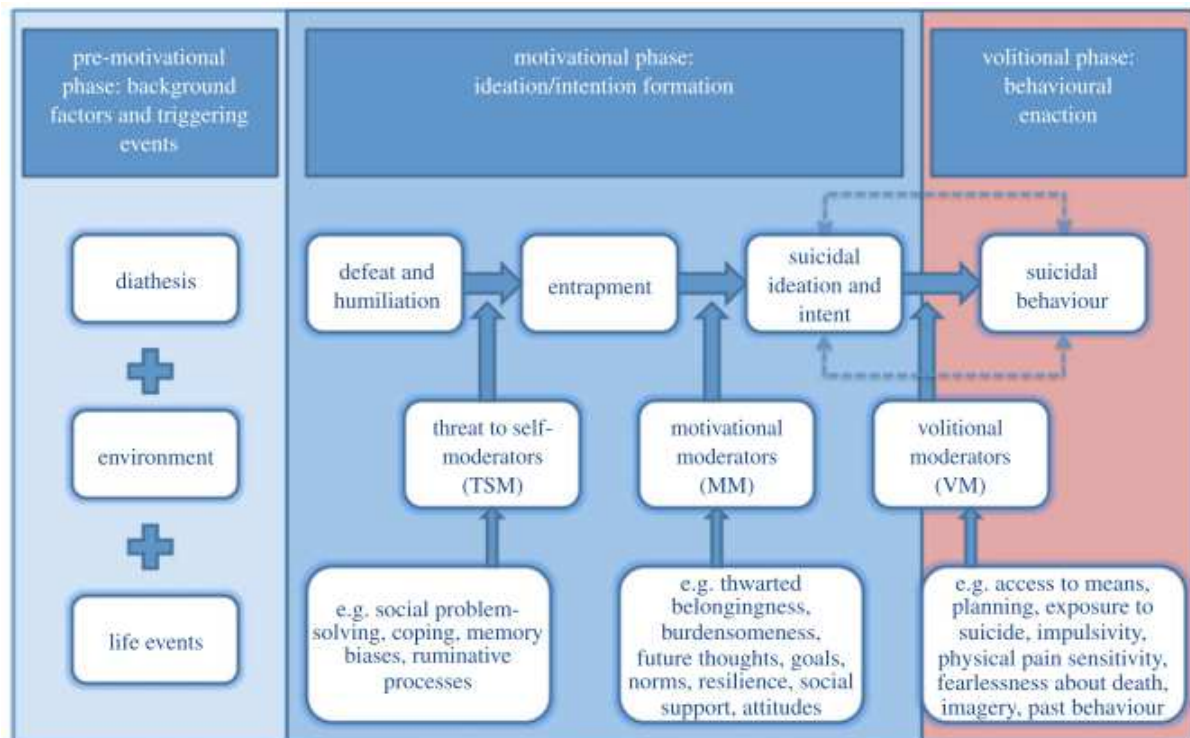 pre-motivational
phase: background
factors and triggering
events
motivational phase:
ideation/intention formation
volitional phase:
behavioural
enaction
diathesis
environment
life events
defeat and
humiliation
entrapment
suicidal
ideation and
intent
suicidal
behaviour
threat to self-
moderators
(TSM)
motivational
moderators
(MM)
volitional
moderators
(VM)
e.g. social problem-
solving, coping, memory
biases, ruminative
processes
e.g. thwarted
belongingness,
burdensomeness,
future thoughts, goals,
norms, resilience, social
support, attitudes
e.g. access to means,
planning, exposure to
suicide, impulsivity,
physical pain sensitivity,
fearlessness about death,
imagery, past behaviour